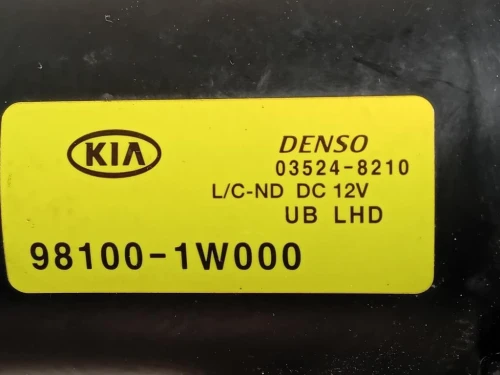 KIA
DENSO
03524-8210
L/C-ND DC 12V
UB LHD
98100-1W000